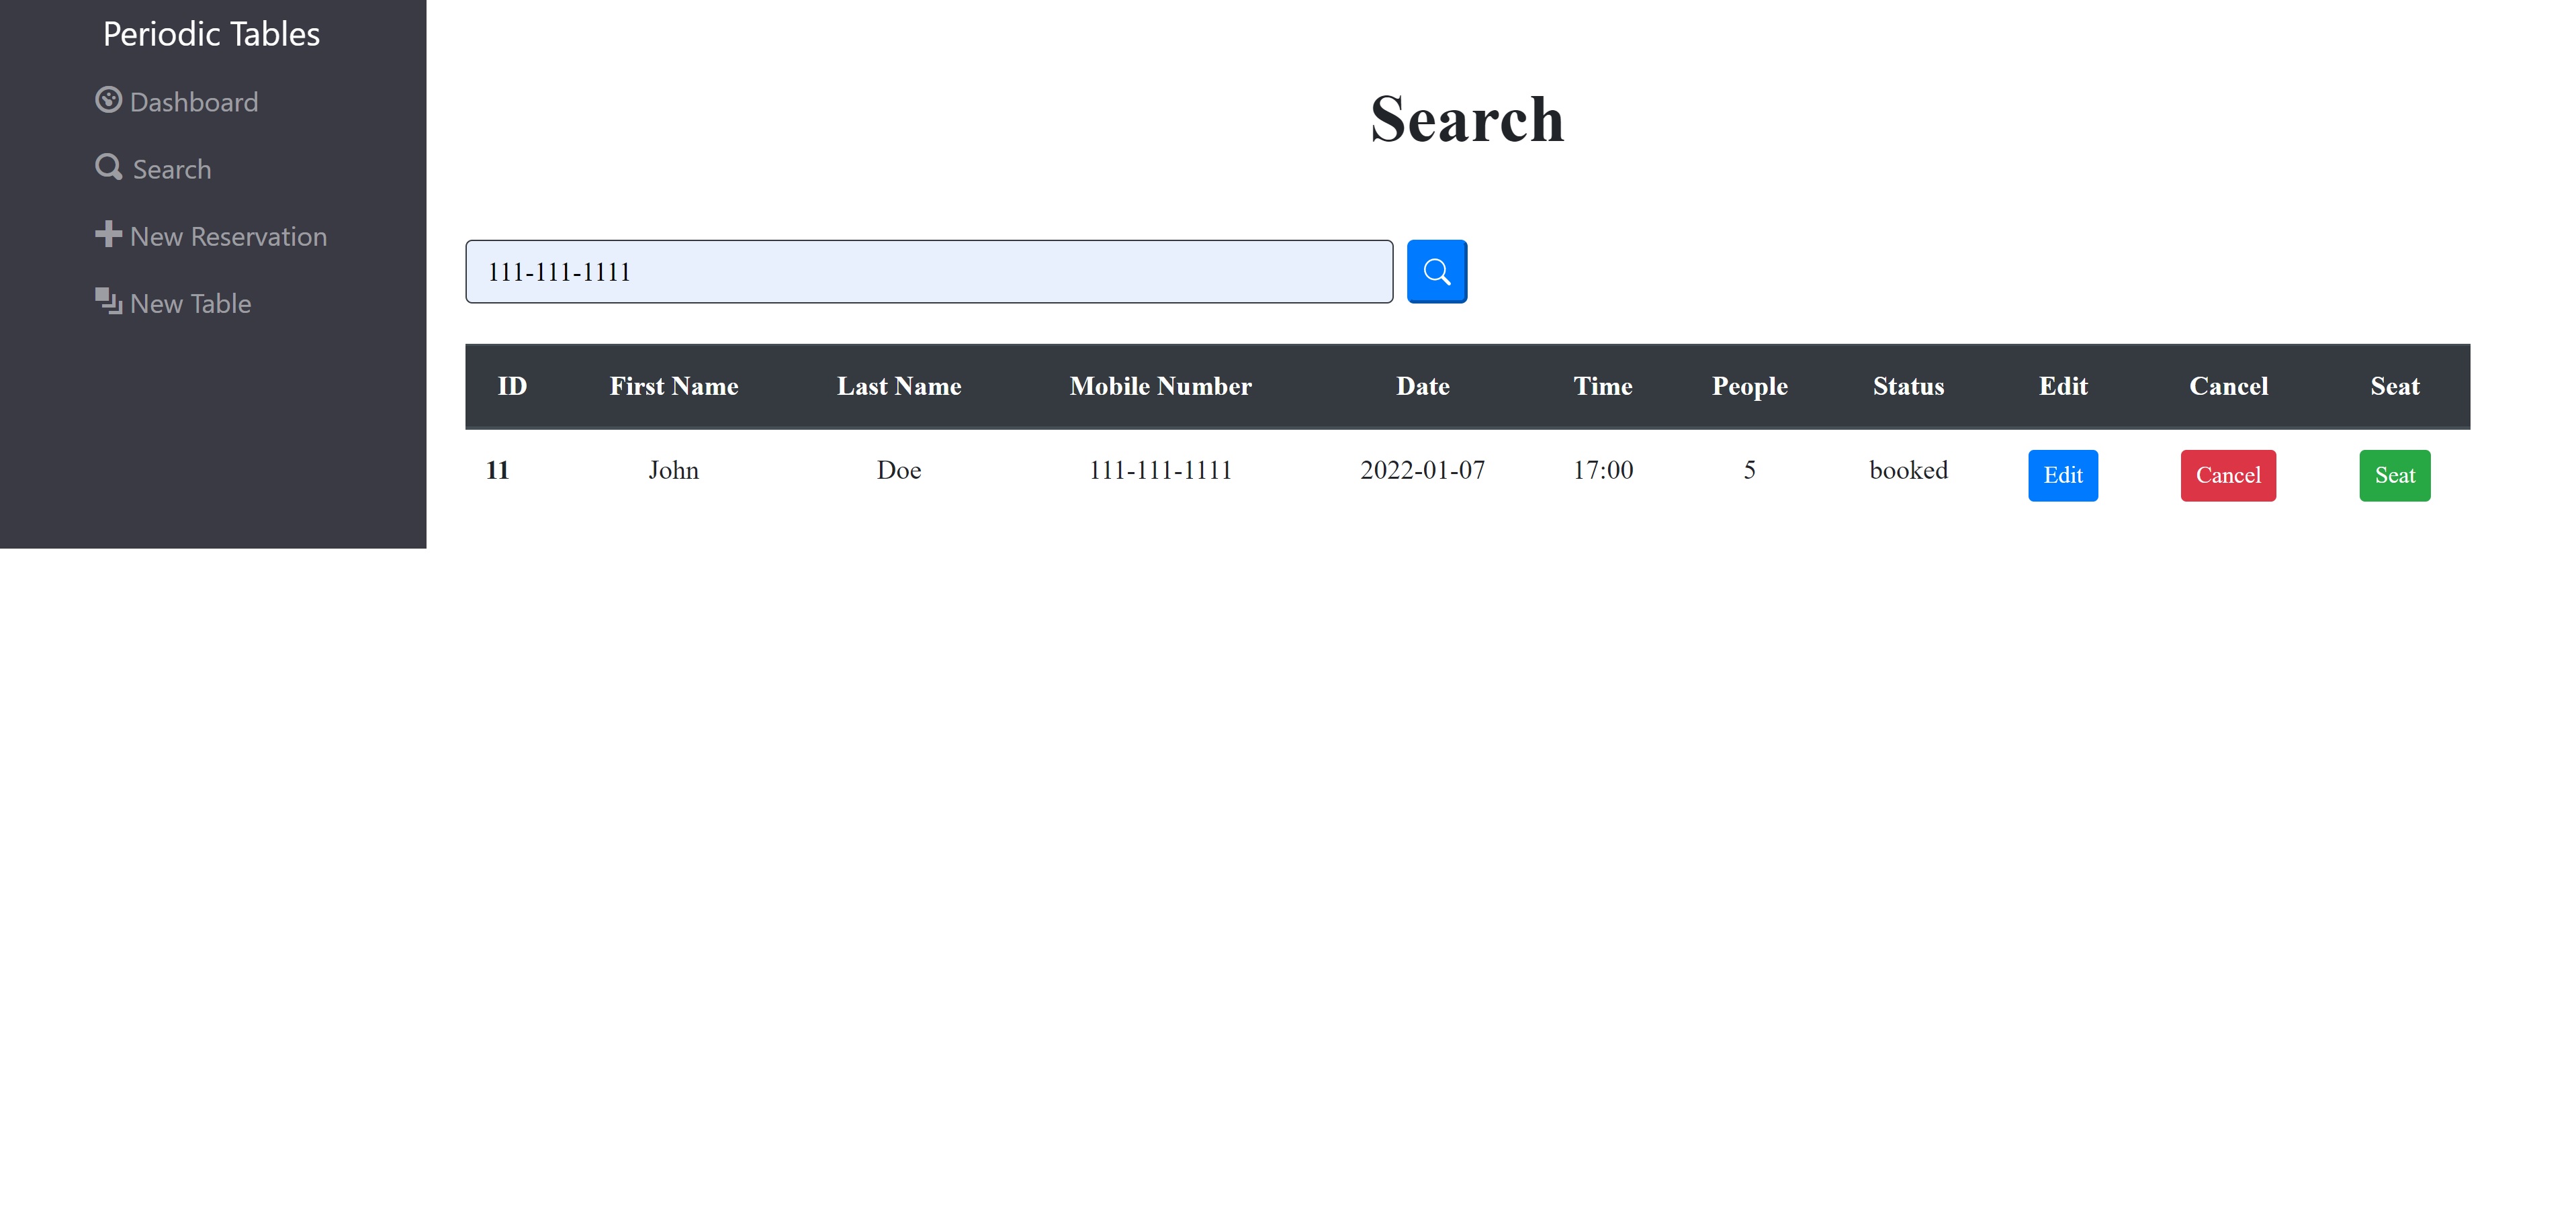 Periodic Tables
Dashboard
Search
New Reservation
New Table
Search
111-111-1111
ID First Name Last Name Mobile Number Date Time People Status Edit Cancel Seat
11 John Doe 111-111-1111 2022-01-07 17:00 5 booked Edit Cancel Seat